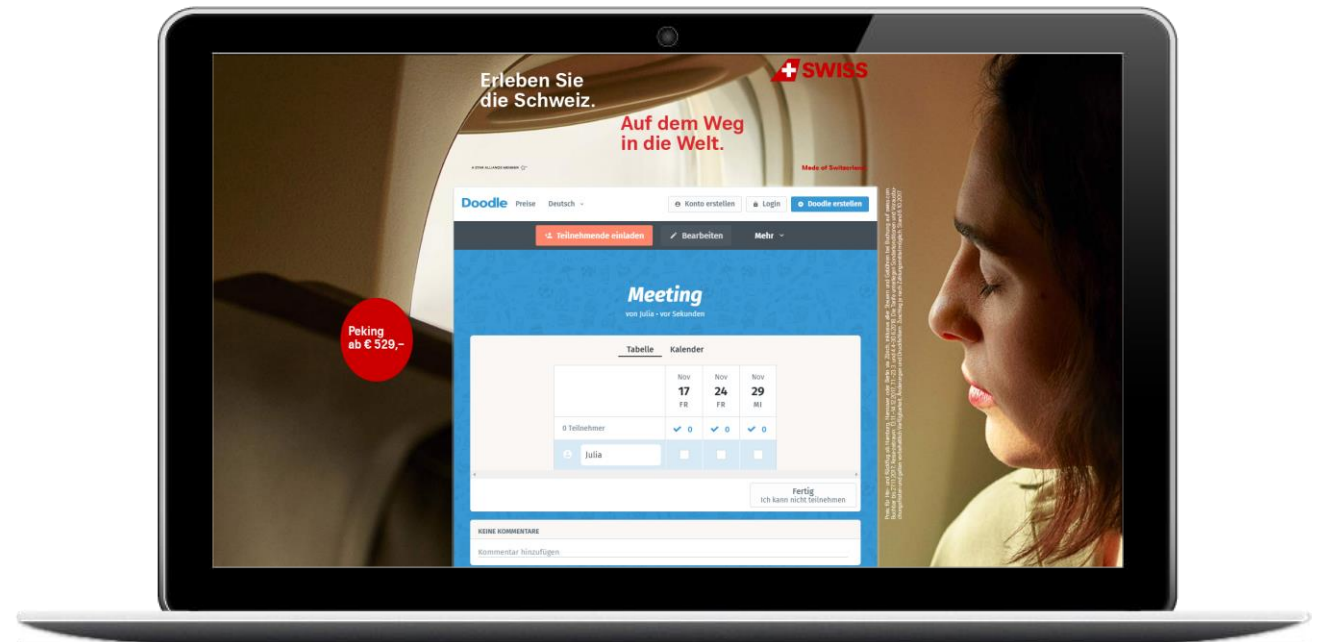 Erleben Sie
die Schweiz.
SWISS
Auf dem Weg
in die Welt.
A STAR ALLIANCE MEMBER
Made of Switzerland
Doodle Preise Deutsch Konto erstellen Login Doodle erstellen
Teilnehmende einladen Bearbeiten Mehr
Meeting
von Julia • vor Sekunden
Peking
ab € 529,–
Tabelle Kalender
Nov Nov Nov
17 24 29
FR FR MI
0 Teilnehmer 0 0 0
Julia
Fertig
Ich kann nicht teilnehmen
KEINE KOMMENTARE
Kommentar hinzufügen